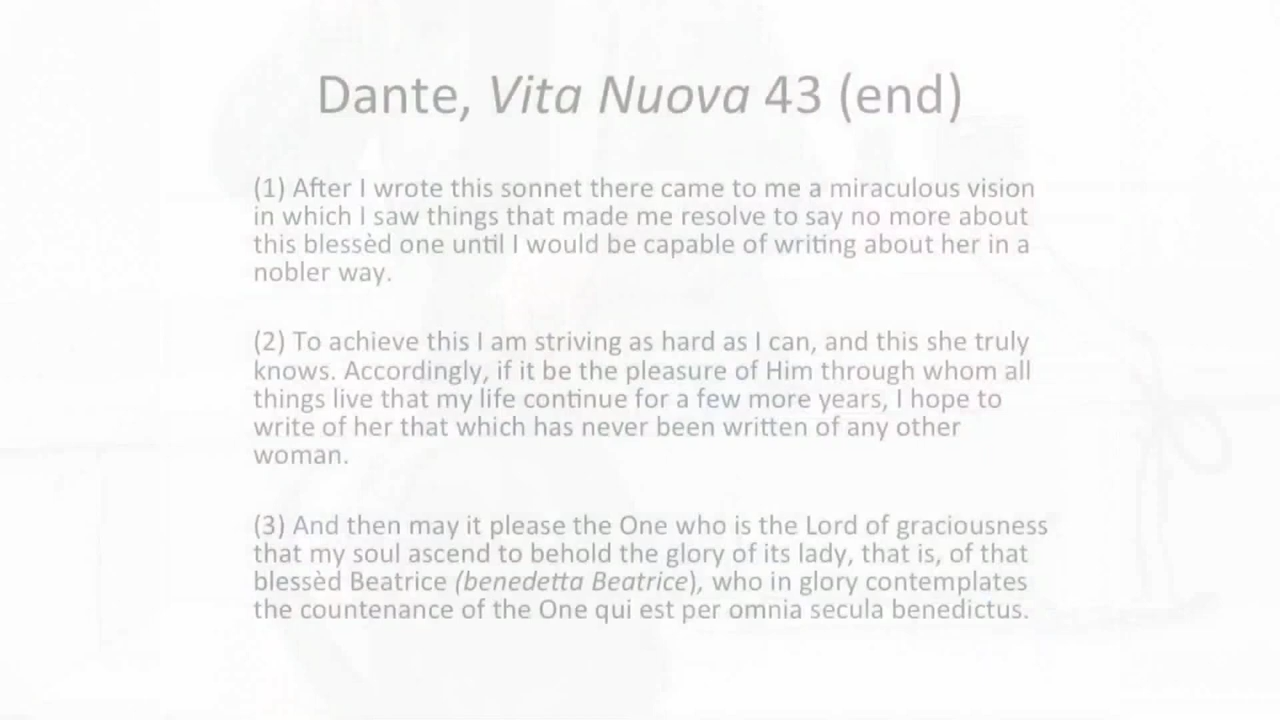 Dante, Vita Nuova 43 (end)
(1) After I wrote this sonnet there came to me a miraculous vision
in which I saw things that made me resolve to say no more about
this blessèd one until I would be capable of writing about her in a
nobler way.
(2) To achieve this I am striving as hard as I can, and this she truly
knows. Accordingly, if it be the pleasure of Him through whom all
things live that my life continue for a few more years, I hope to
write of her that which has never been written of any other
woman.
(3) And then may it please the One who is the Lord of graciousness
that my soul ascend to behold the glory of its lady, that is, of that
blessèd Beatrice (benedetta Beatrice), who in glory contemplates
the countenance of the One qui est per omnia secula benedictus.